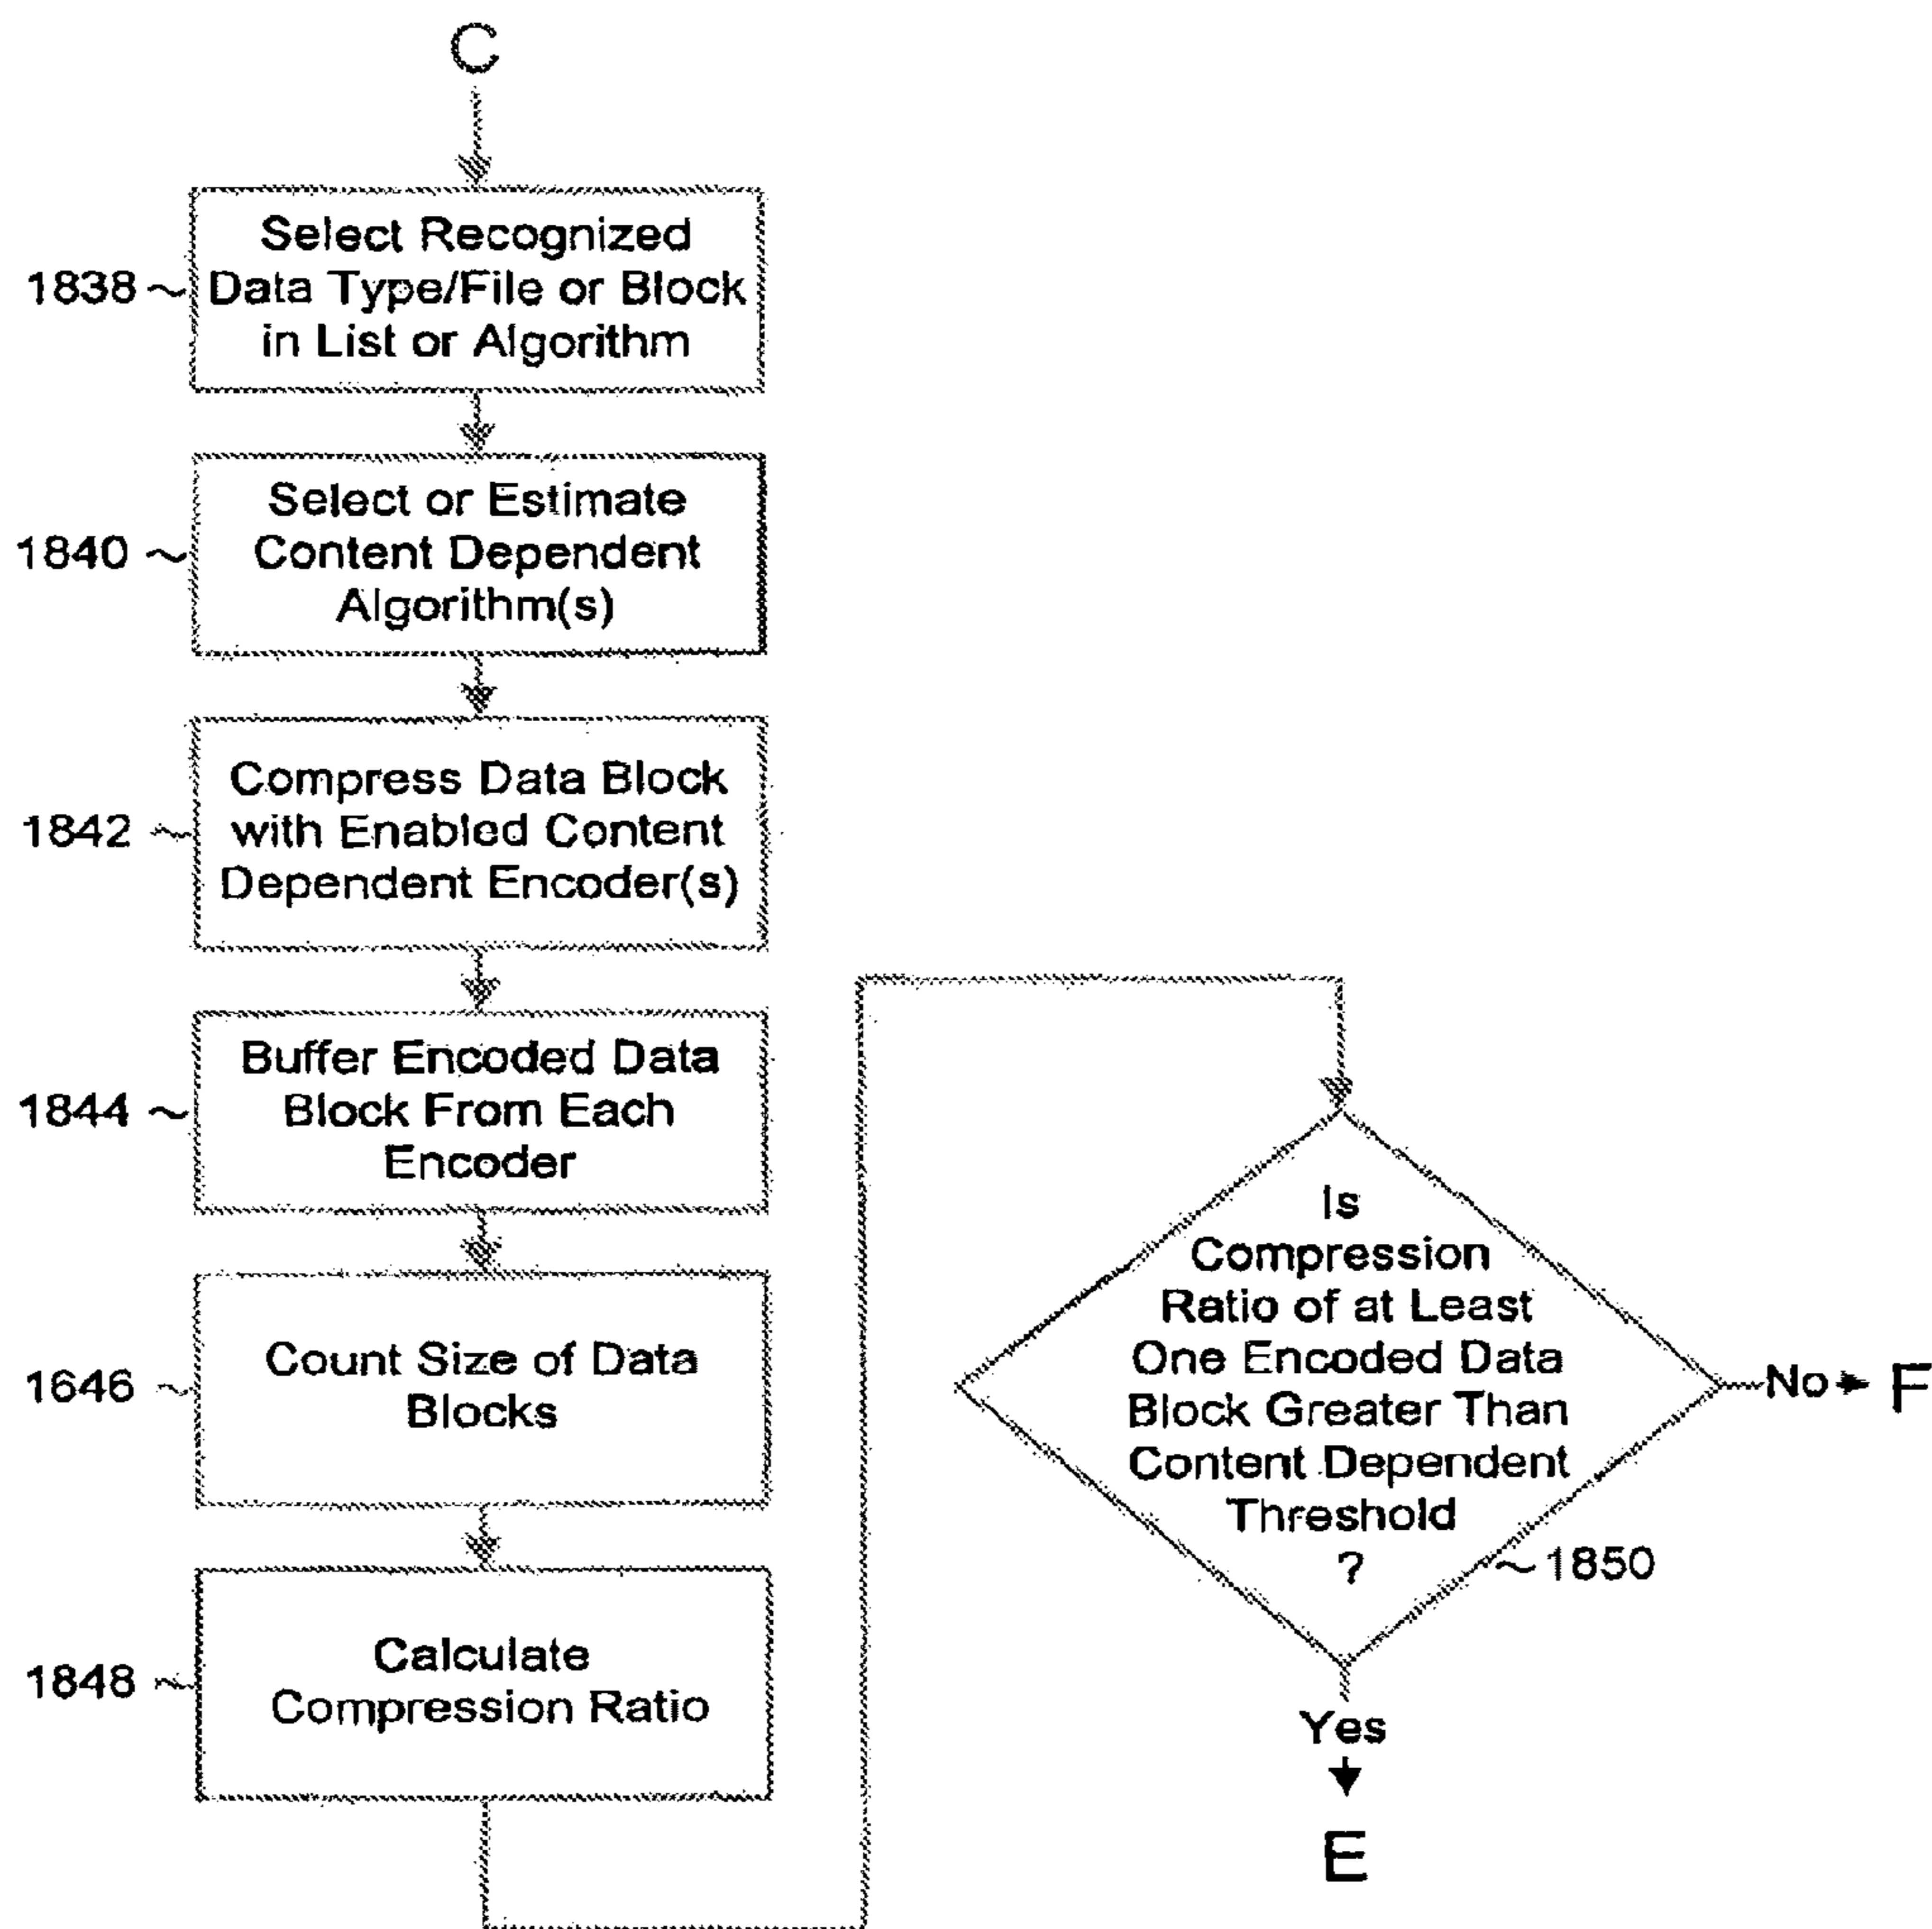 C
Select Recognized
1838 ~ Data Type/File or Block
in List or Algorithm
Select or Estimate
1840 ~ Content Dependent
Algorithm(s)
Compress Data Block
1842 ~ with Enabled Content
Dependent Encoder(s)
Buffer Encoded Data
1844 ~ Block From Each
Encoder
Count Size of Data
1646 ~ Blocks
Calculate
1848 ~ Compression Ratio
Is
Compression
Ratio of at Least
One Encoded Data
Block Greater Than
Content Dependent
Threshold
?
~1850
No
F
Yes
E